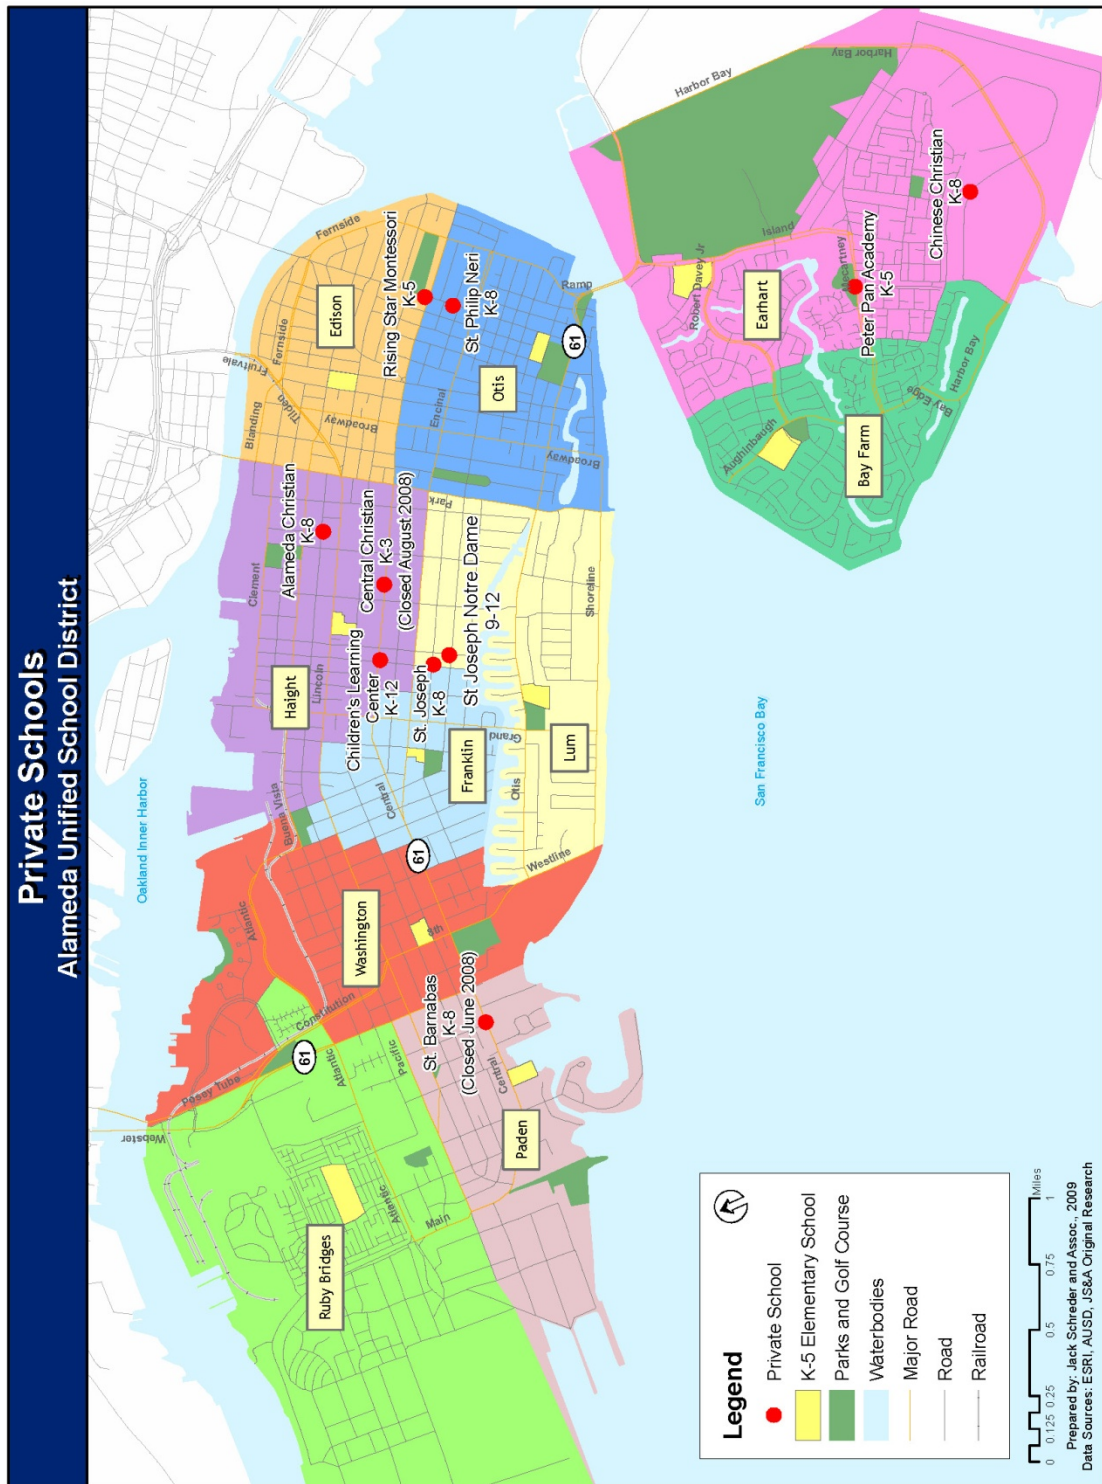 Private Schools
Alameda Unified School District
Oakland Inner Harbor
San Francisco Bay
Webster
Posey Tube
Constitution
Atlantic
Buena Vista
61
Atlantic
Pacific
Atlantic
Main
Central
8th
Westline
61
Central
Grand
Otis
Shoreline
Lincoln
Clement
Park
Blanding
Tilden
Fruitvale
Fernside
Fernside
Broadway
Broadway
Encinal
Ramp
61
Harbor Bay
Harbor Bay
Island
Robert Davey Jr
Mecartney
Aughinbaugh
Bay Edge
Harbor Bay
Ruby Bridges
Washington
Paden
Haight
Franklin
Lum
Edison
Otis
Earhart
Bay Farm
St. Barnabas
K-8
(Closed June 2008)
Children's Learning
Center
K-12
St. Joseph
K-8
St Joseph Notre Dame
9-12
Central Christian
K-3
(Closed August 2008)
Alameda Christian
K-8
Rising Star Montessori
K-5
St. Philip Neri
K-8
Peter Pan Academy
K-5
Chinese Christian
K-8
Legend
Private School
K-5 Elementary School
Parks and Golf Course
Waterbodies
Major Road
Road
Railroad
0 0.125 0.25 0.5 0.75 1
Miles
Prepared by: Jack Schreder and Assoc., 2009
Data Sources: ESRI, AUSD, JS&A Original Research